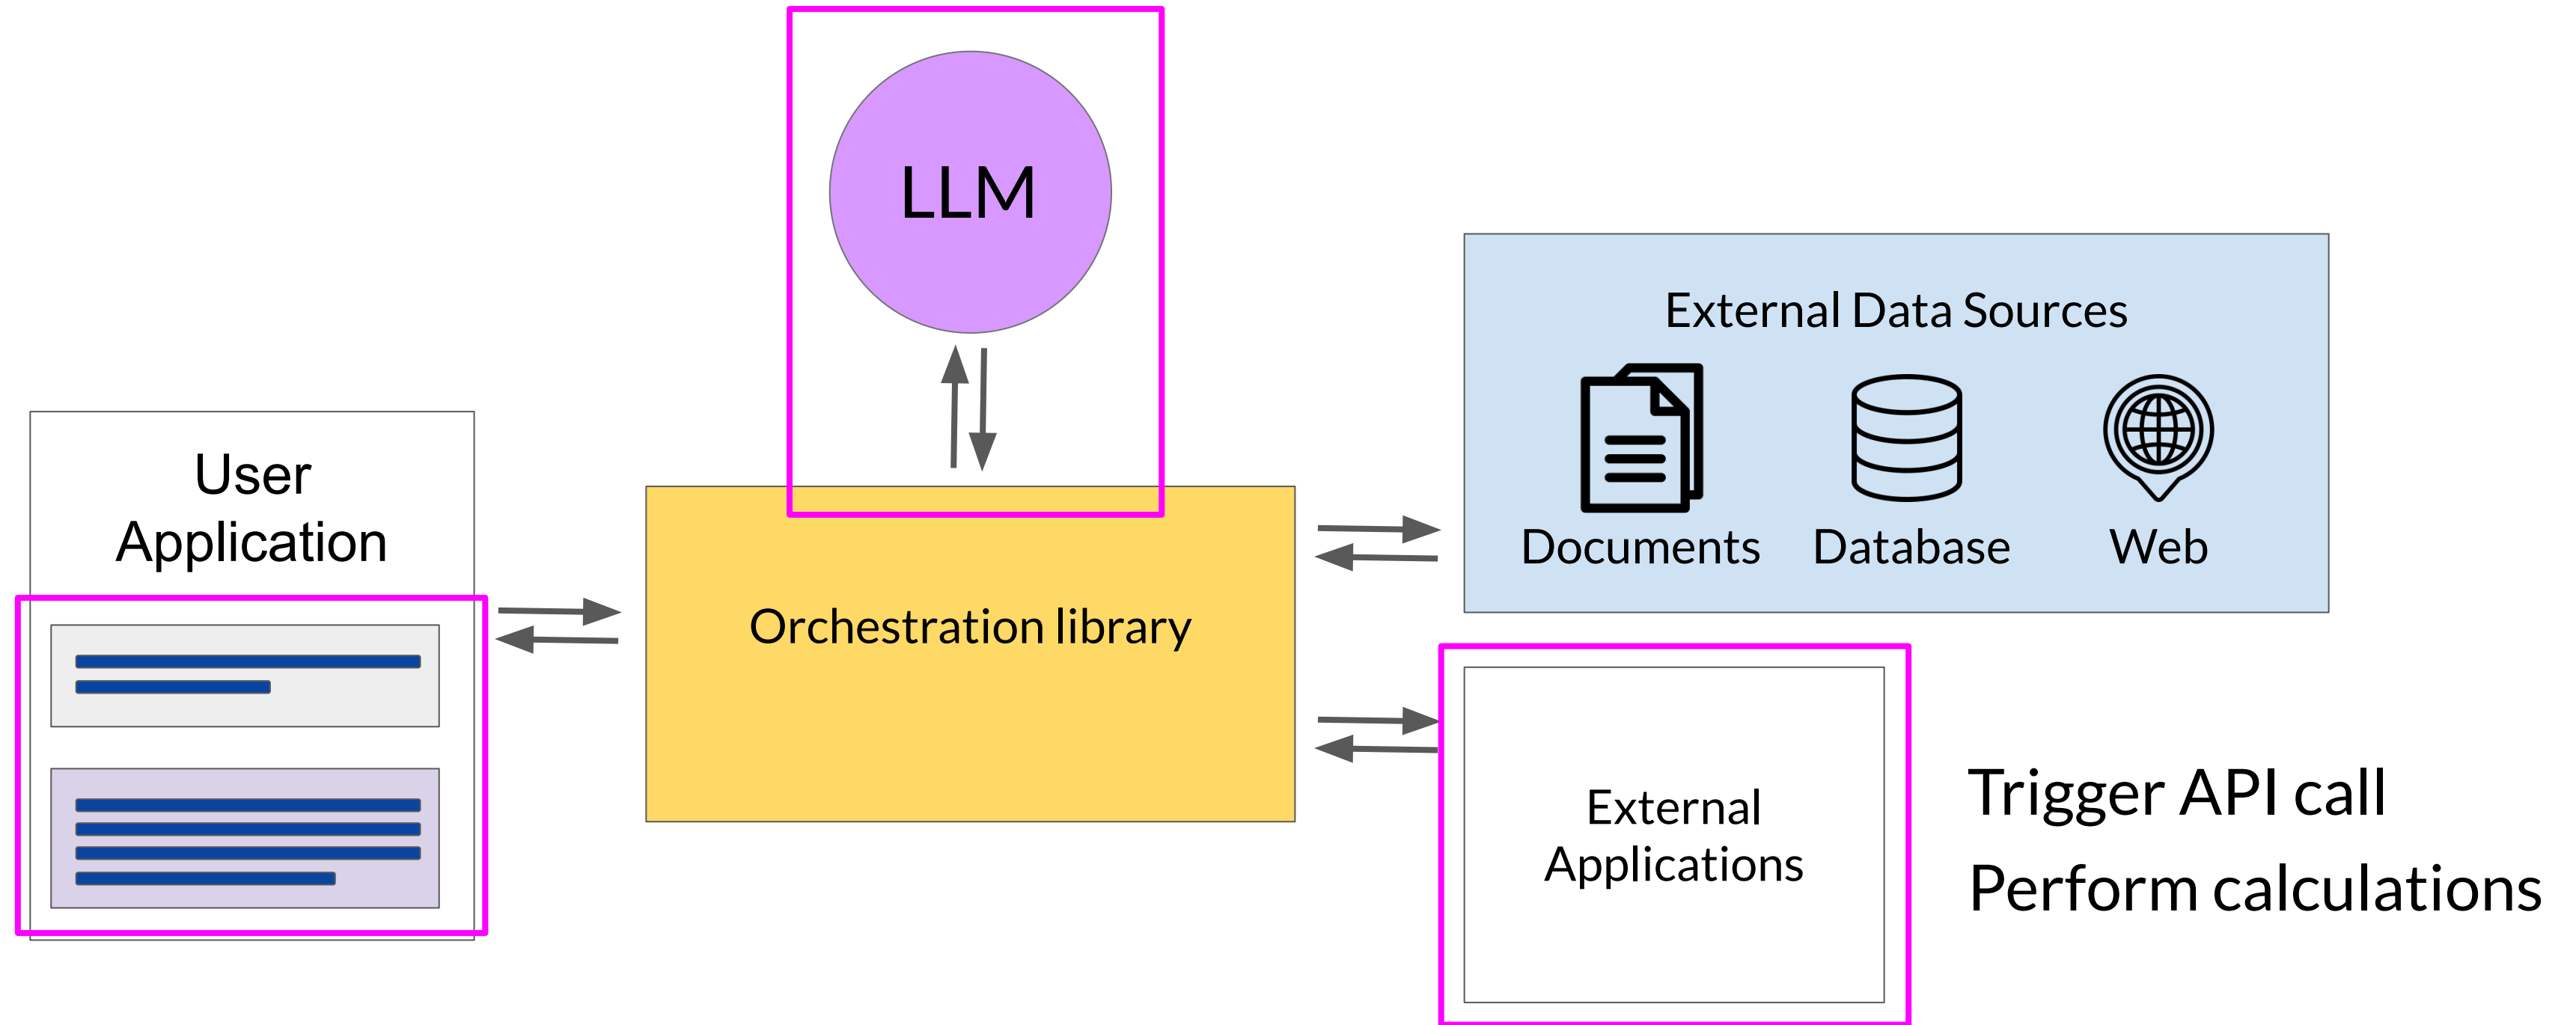 LLM
User
Application
Orchestration library
External Data Sources
Documents
Database
Web
External
Applications
Trigger API call
Perform calculations